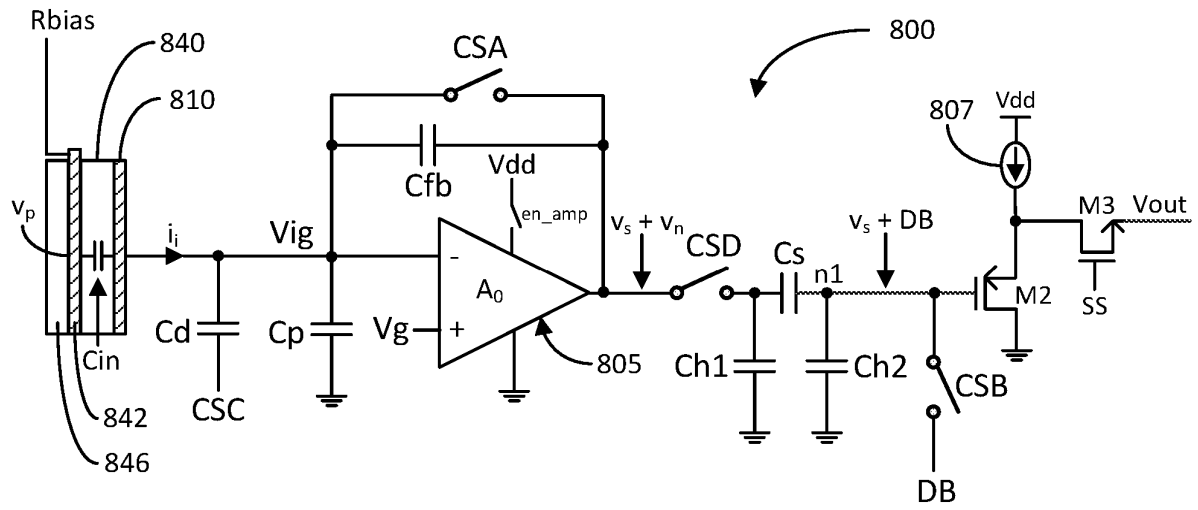 Rbias
840
810
CSA
800
807
Vdd
Cfb
Vdd
en_amp
vp
ii
Vig
vs + vn
CSD
vs + DB
M3
Vout
Cs
n1
-
A0
M2
SS
Vg
+
Cin
Cd
Cp
805
Ch1
Ch2
CSB
CSC
842
846
DB